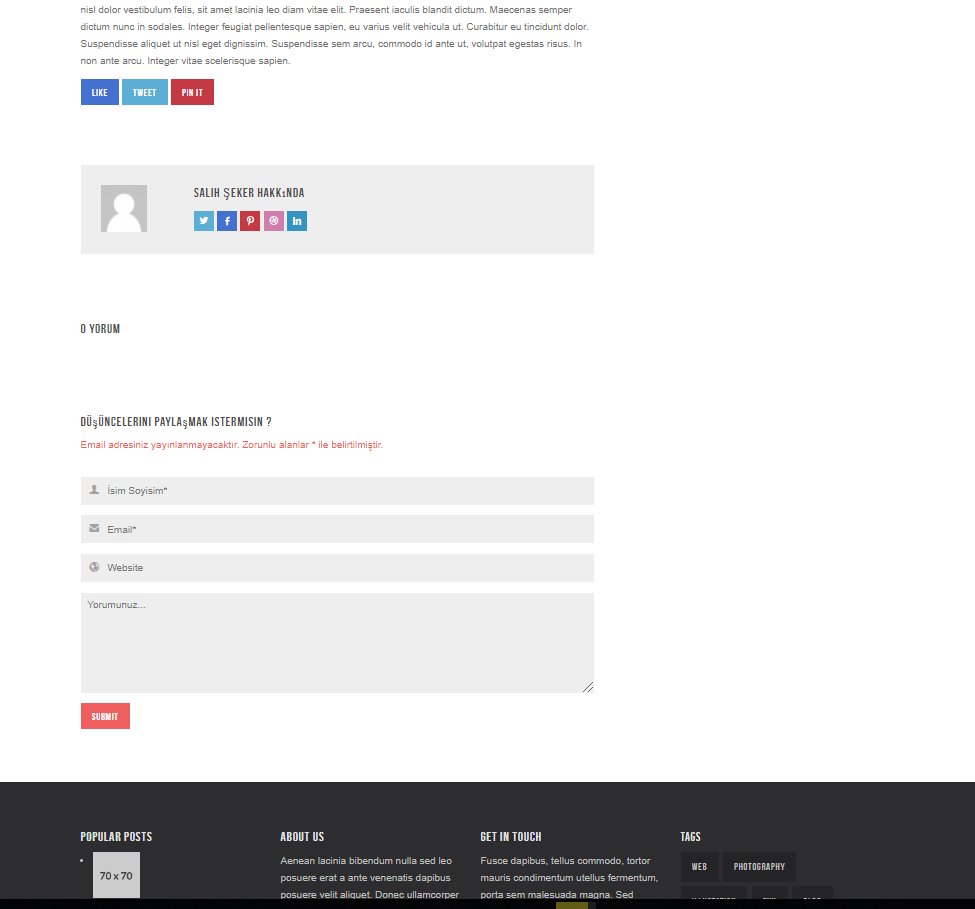 nisl dolor vestibulum felis, sit amet lacinia leo diam vitae elit. Praesent iaculis blandit dictum. Maecenas semper
dictum nunc in sodales. Integer feugiat pellentesque sapien, eu varius velit vehicula ut. Curabitur eu tincidunt dolor.
Suspendisse aliquet ut nisl eget dignissim. Suspendisse sem arcu, commodo id ante ut, volutpat egestas risus. In
non ante arcu. Integer vitae scelerisque sapien.
LIKE TWEET PIN IT
SALIH ŞEKER HAKKıNDA
0 YORUM
DÜşÜNCELERINI PAYLAşMAK ISTERMISIN ?
Email adresiniz yayınlanmayacaktır. Zorunlu alanlar * ile belirtilmiştir.
İsim Soyisim*
Email*
Website
Yorumunuz...
SUBMIT
POPULAR POSTS
70 x 70
ABOUT US
Aenean lacinia bibendum nulla sed leo
posuere erat a ante venenatis dapibus
posuere velit aliquet. Donec ullamcorper
GET IN TOUCH
Fusce dapibus, tellus commodo, tortor
mauris condimentum utellus fermentum,
porta sem malesuada magna. Sed
TAGS
WEB PHOTOGRAPHY